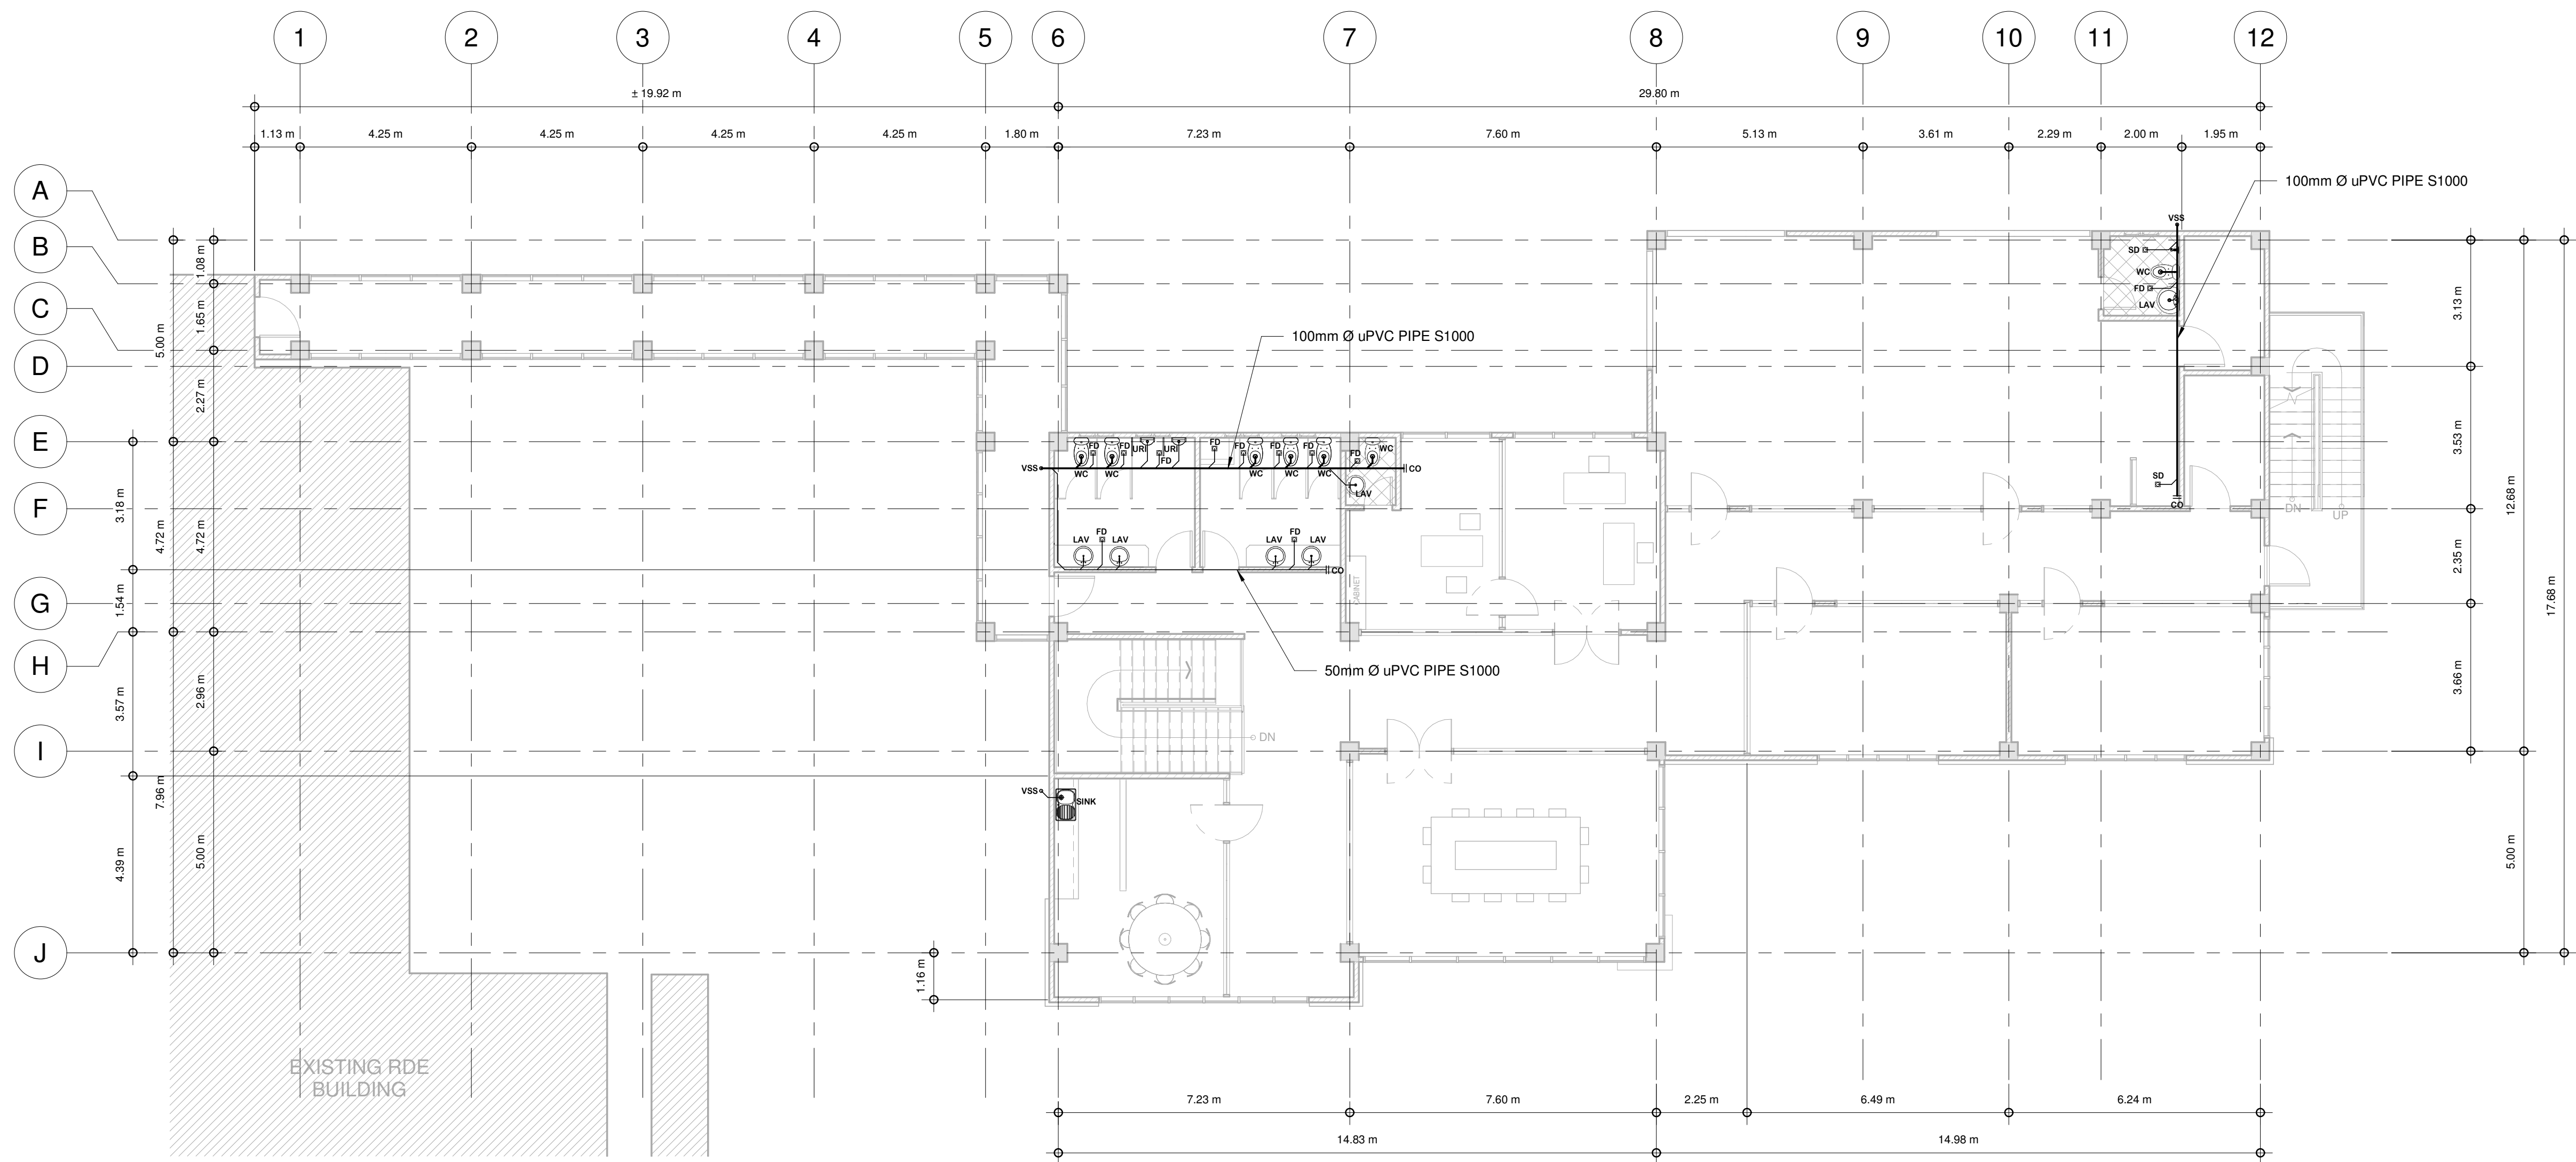 1
2
3
4
5
6
7
8
9
10
11
12
± 19.92 m
29.80 m
1.13 m
4.25 m
4.25 m
4.25 m
4.25 m
1.80 m
7.23 m
7.60 m
5.13 m
3.61 m
2.29 m
2.00 m
1.95 m
A
B
C
D
E
F
G
H
I
J
5.00 m
4.72 m
7.96 m
1.08 m
1.65 m
2.27 m
4.72 m
2.96 m
5.00 m
3.18 m
1.54 m
3.57 m
4.39 m
1.16 m
100mm Ø uPVC PIPE S1000
VSS
SD
WC
FD
LAV
SD
CO
100mm Ø uPVC PIPE S1000
VSS
FD
WC
FD
WC
URI
FD
URI
FD
FD
WC
FD
WC
FD
WC
FD
WC
LAV
CO
LAV
FD
LAV
LAV
FD
LAV
CO
50mm Ø uPVC PIPE S1000
CABINET
DN
UP
DN
VSS
SINK
3.13 m
3.53 m
2.35 m
3.66 m
12.68 m
5.00 m
17.68 m
EXISTING RDE
BUILDING
7.23 m
7.60 m
2.25 m
6.49 m
6.24 m
14.83 m
14.98 m